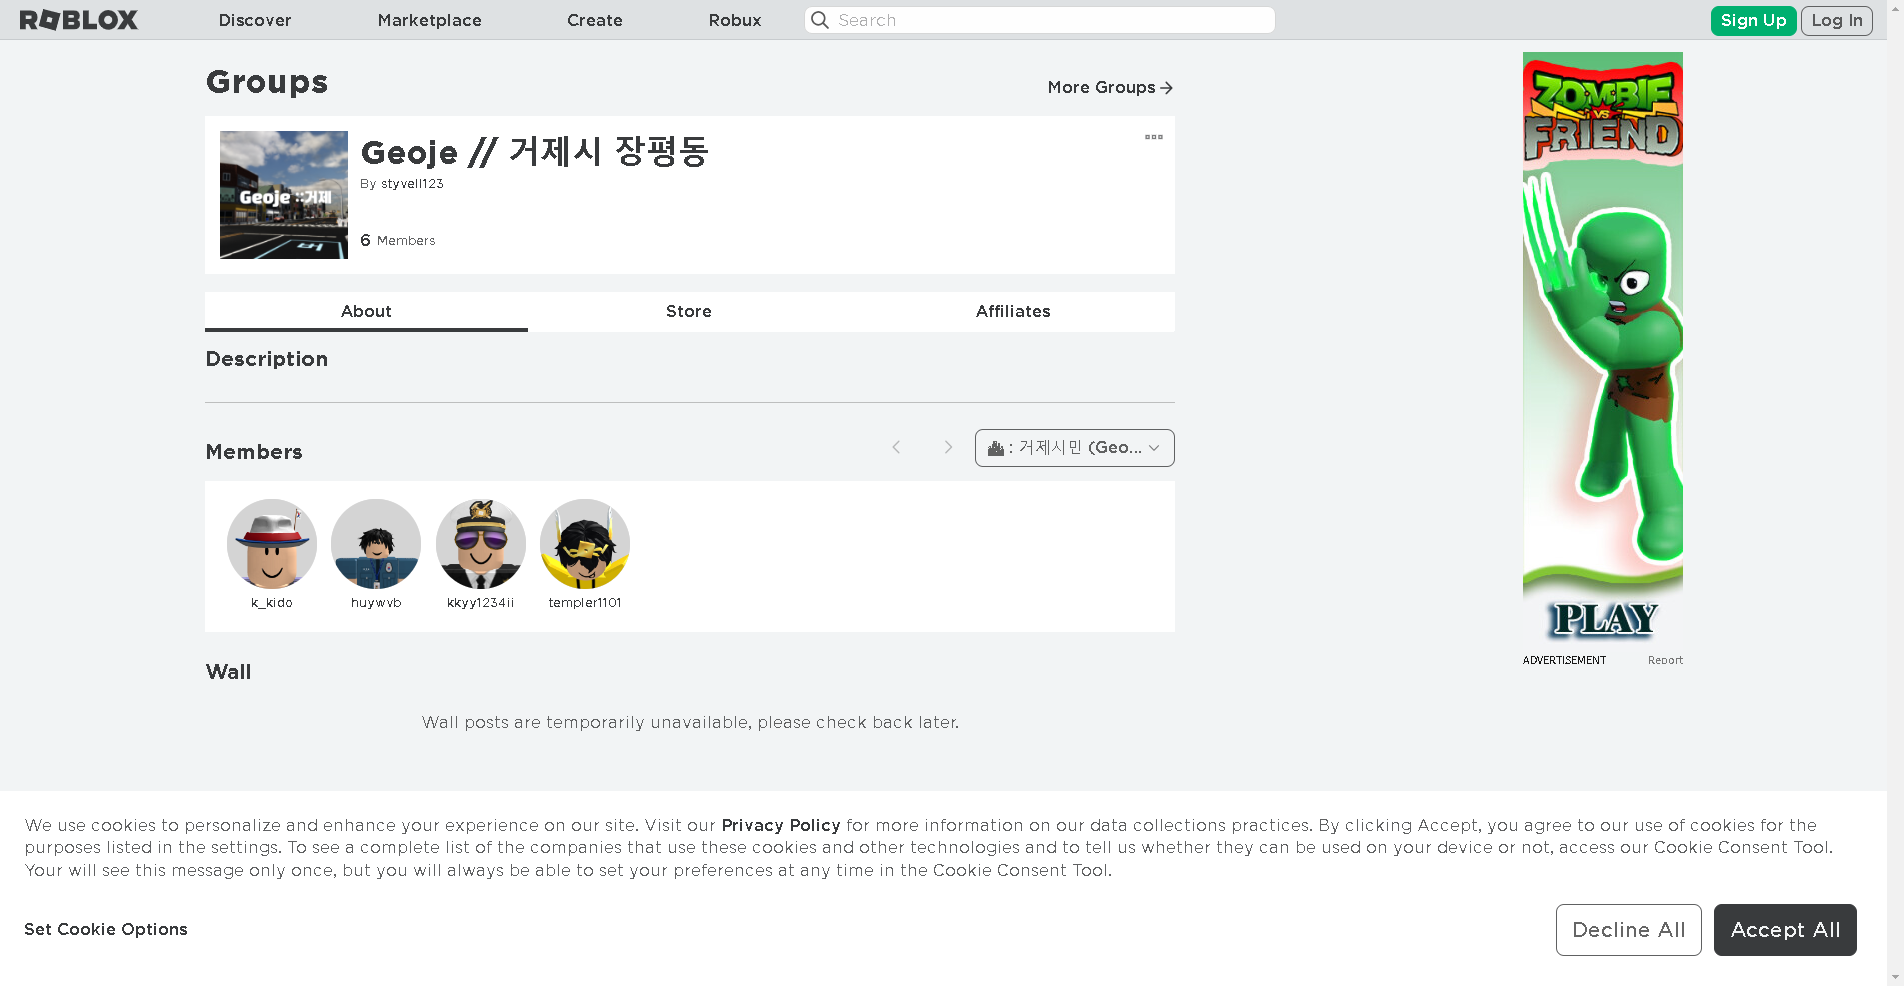 ROBLOX
Discover
Marketplace
Create
Robux
Search
Sign Up
Log In
Groups
More Groups
Geoje // 거제시 장평동
By styvell123
6 Members
Geoje ::거제
About
Store
Affiliates
Description
Members
: 거제시민 (Geo...
k_kido
huywvb
kkyy1234ii
templer1101
Wall
Wall posts are temporarily unavailable, please check back later.
ZOMBIE
VS
FRIEND
PLAY
ADVERTISEMENT
Report
We use cookies to personalize and enhance your experience on our site. Visit our Privacy Policy for more information on our data collections practices. By clicking Accept, you agree to our use of cookies for the
purposes listed in the settings. To see a complete list of the companies that use these cookies and other technologies and to tell us whether they can be used on your device or not, access our Cookie Consent Tool.
Your will see this message only once, but you will always be able to set your preferences at any time in the Cookie Consent Tool.
Set Cookie Options
Decline All
Accept All